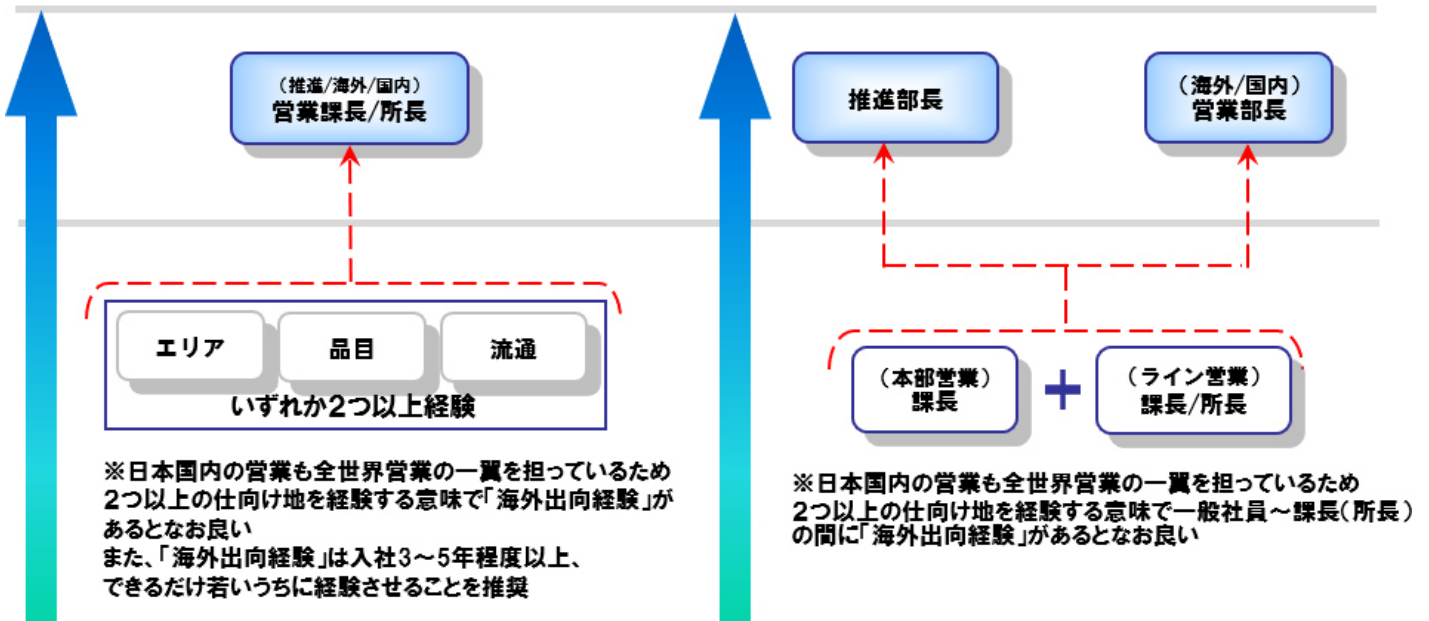 (推進/海外/国内)
営業課長/所長
エリア
品目
流通
いずれか2つ以上経験
※日本国内の営業も全世界営業の一翼を担っているため
2つ以上の仕向け地を経験する意味で「海外出向経験」が
あるとなお良い
また、「海外出向経験」は入社3～5年程度以上、
できるだけ若いうちに経験させることを推奨
推進部長
(海外/国内)
営業部長
(本部営業)
課長
+
(ライン営業)
課長/所長
※日本国内の営業も全世界営業の一翼を担っているため
2つ以上の仕向け地を経験する意味で一般社員～課長(所長)
の間に「海外出向経験」があるとなお良い